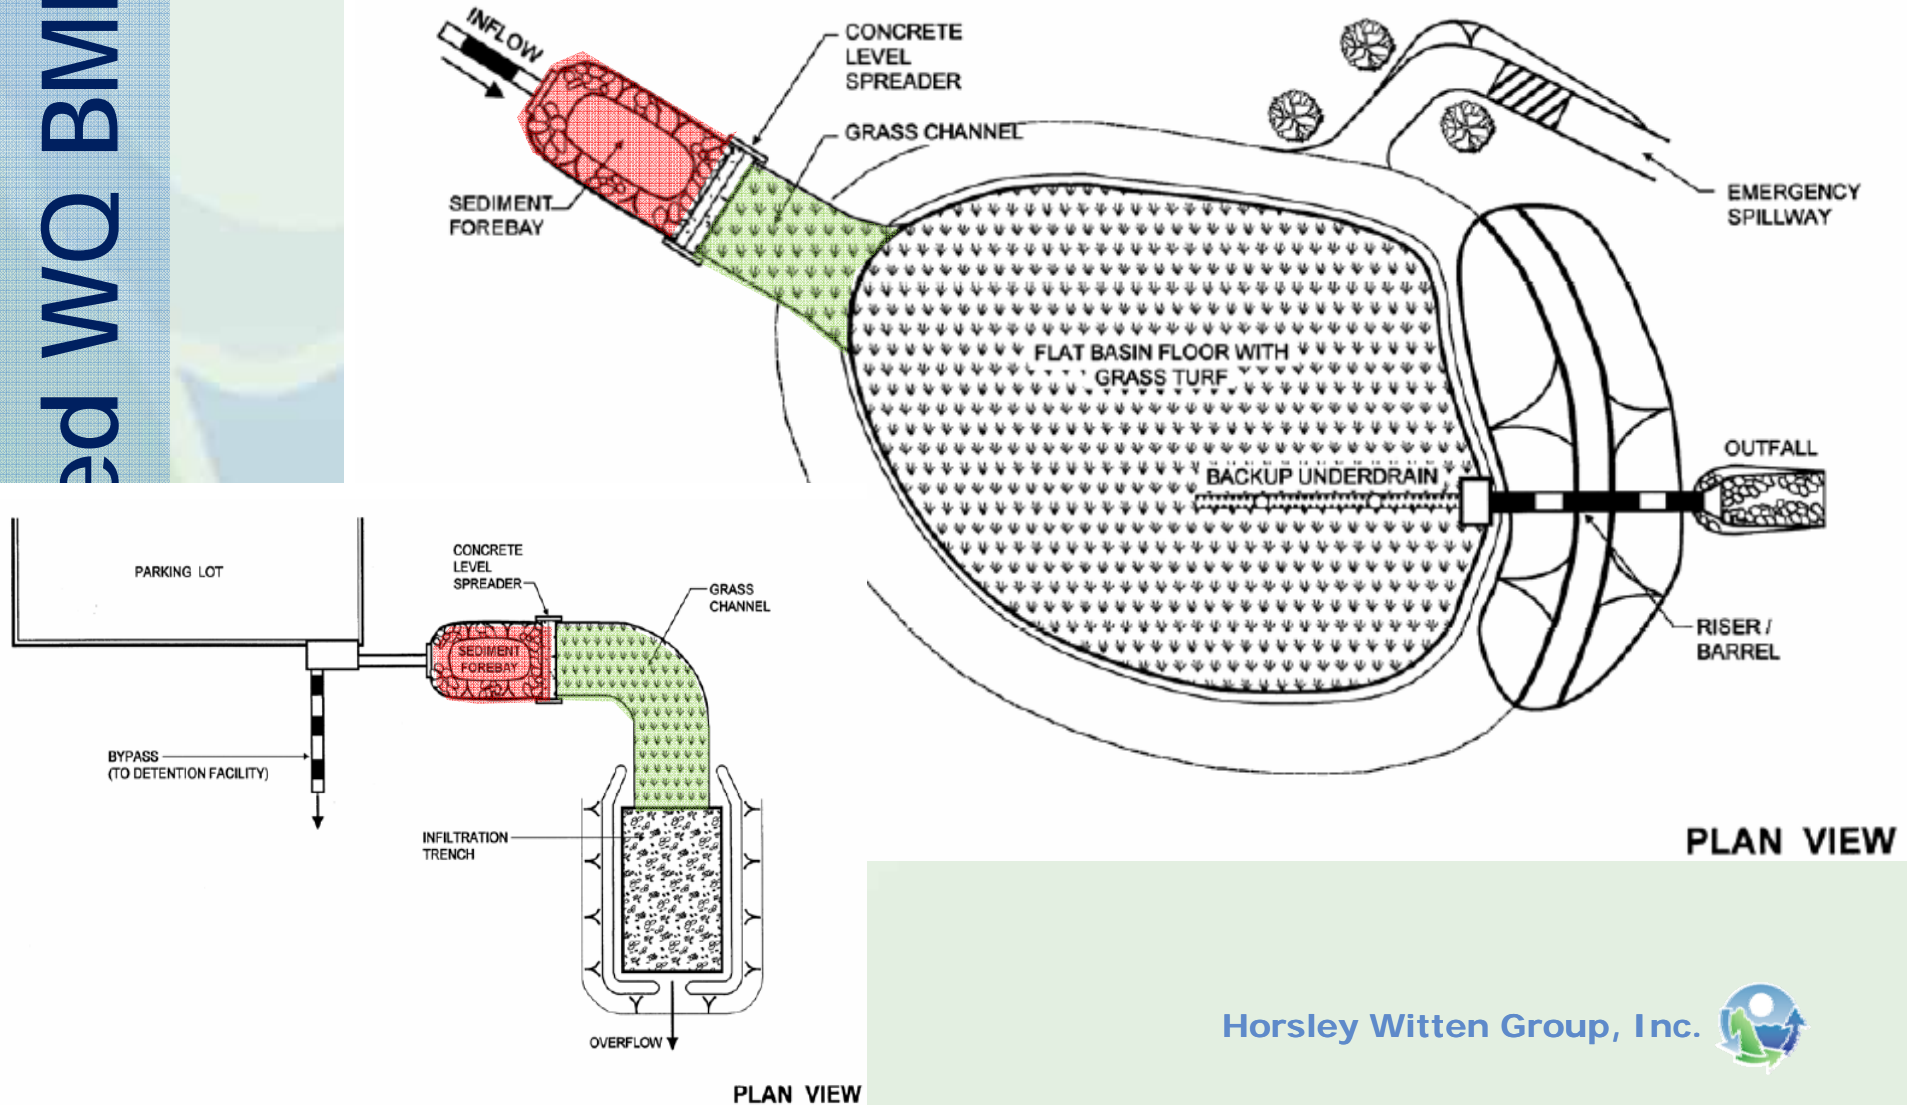 ed WQ BMP
INFLOW
CONCRETE
LEVEL
SPREADER
GRASS CHANNEL
SEDIMENT
FOREBAY
EMERGENCY
SPILLWAY
FLAT BASIN FLOOR WITH
GRASS TURF
BACKUP UNDERDRAIN
OUTFALL
RISER /
BARREL
PLAN VIEW
PARKING LOT
CONCRETE
LEVEL
SPREADER
GRASS
CHANNEL
SEDIMENT
FOREBAY
BYPASS
(TO DETENTION FACILITY)
INFILTRATION
TRENCH
OVERFLOW
PLAN VIEW
Horsley Witten Group, Inc.